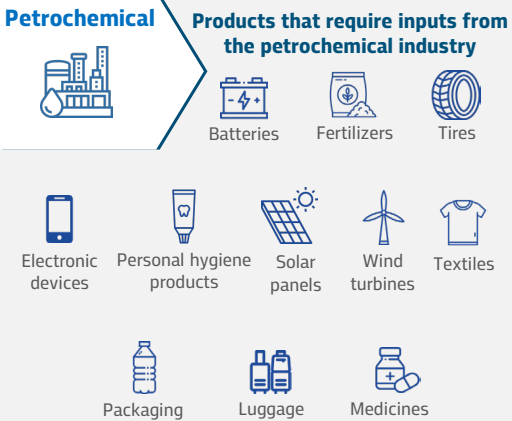 Petrochemical
Products that require inputs from
the petrochemical industry
Batteries
Fertilizers
Tires
Electronic
devices
Personal hygiene
products
Solar
panels
Wind
turbines
Textiles
Packaging
Luggage
Medicines